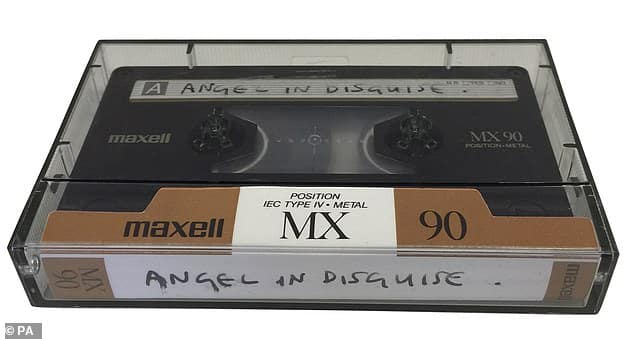 A ANGEL IN DISGUISE .
maxell
MX 90
POSITION • METAL
POSITION
IEC TYPE IV • METAL
maxell MX 90
MX 90
ANGEL IN DISGUISE .
maxell
© PA